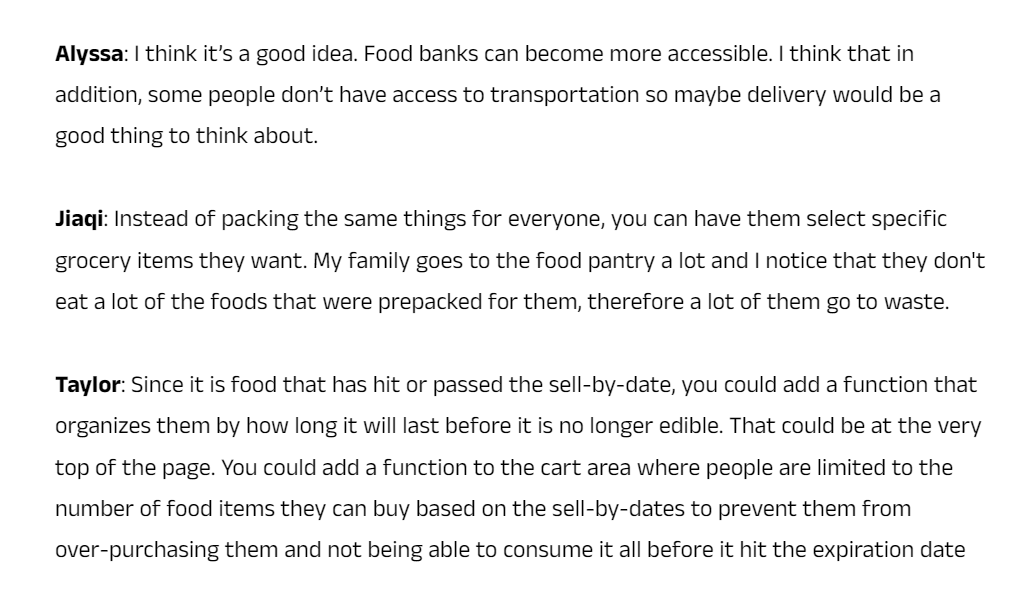 Alyssa: I think it’s a good idea. Food banks can become more accessible. I think that in
addition, some people don’t have access to transportation so maybe delivery would be a
good thing to think about.
Jiaqi: Instead of packing the same things for everyone, you can have them select specific
grocery items they want. My family goes to the food pantry a lot and I notice that they don't
eat a lot of the foods that were prepacked for them, therefore a lot of them go to waste.
Taylor: Since it is food that has hit or passed the sell-by-date, you could add a function that
organizes them by how long it will last before it is no longer edible. That could be at the very
top of the page. You could add a function to the cart area where people are limited to the
number of food items they can buy based on the sell-by-dates to prevent them from
over-purchasing them and not being able to consume it all before it hit the expiration date